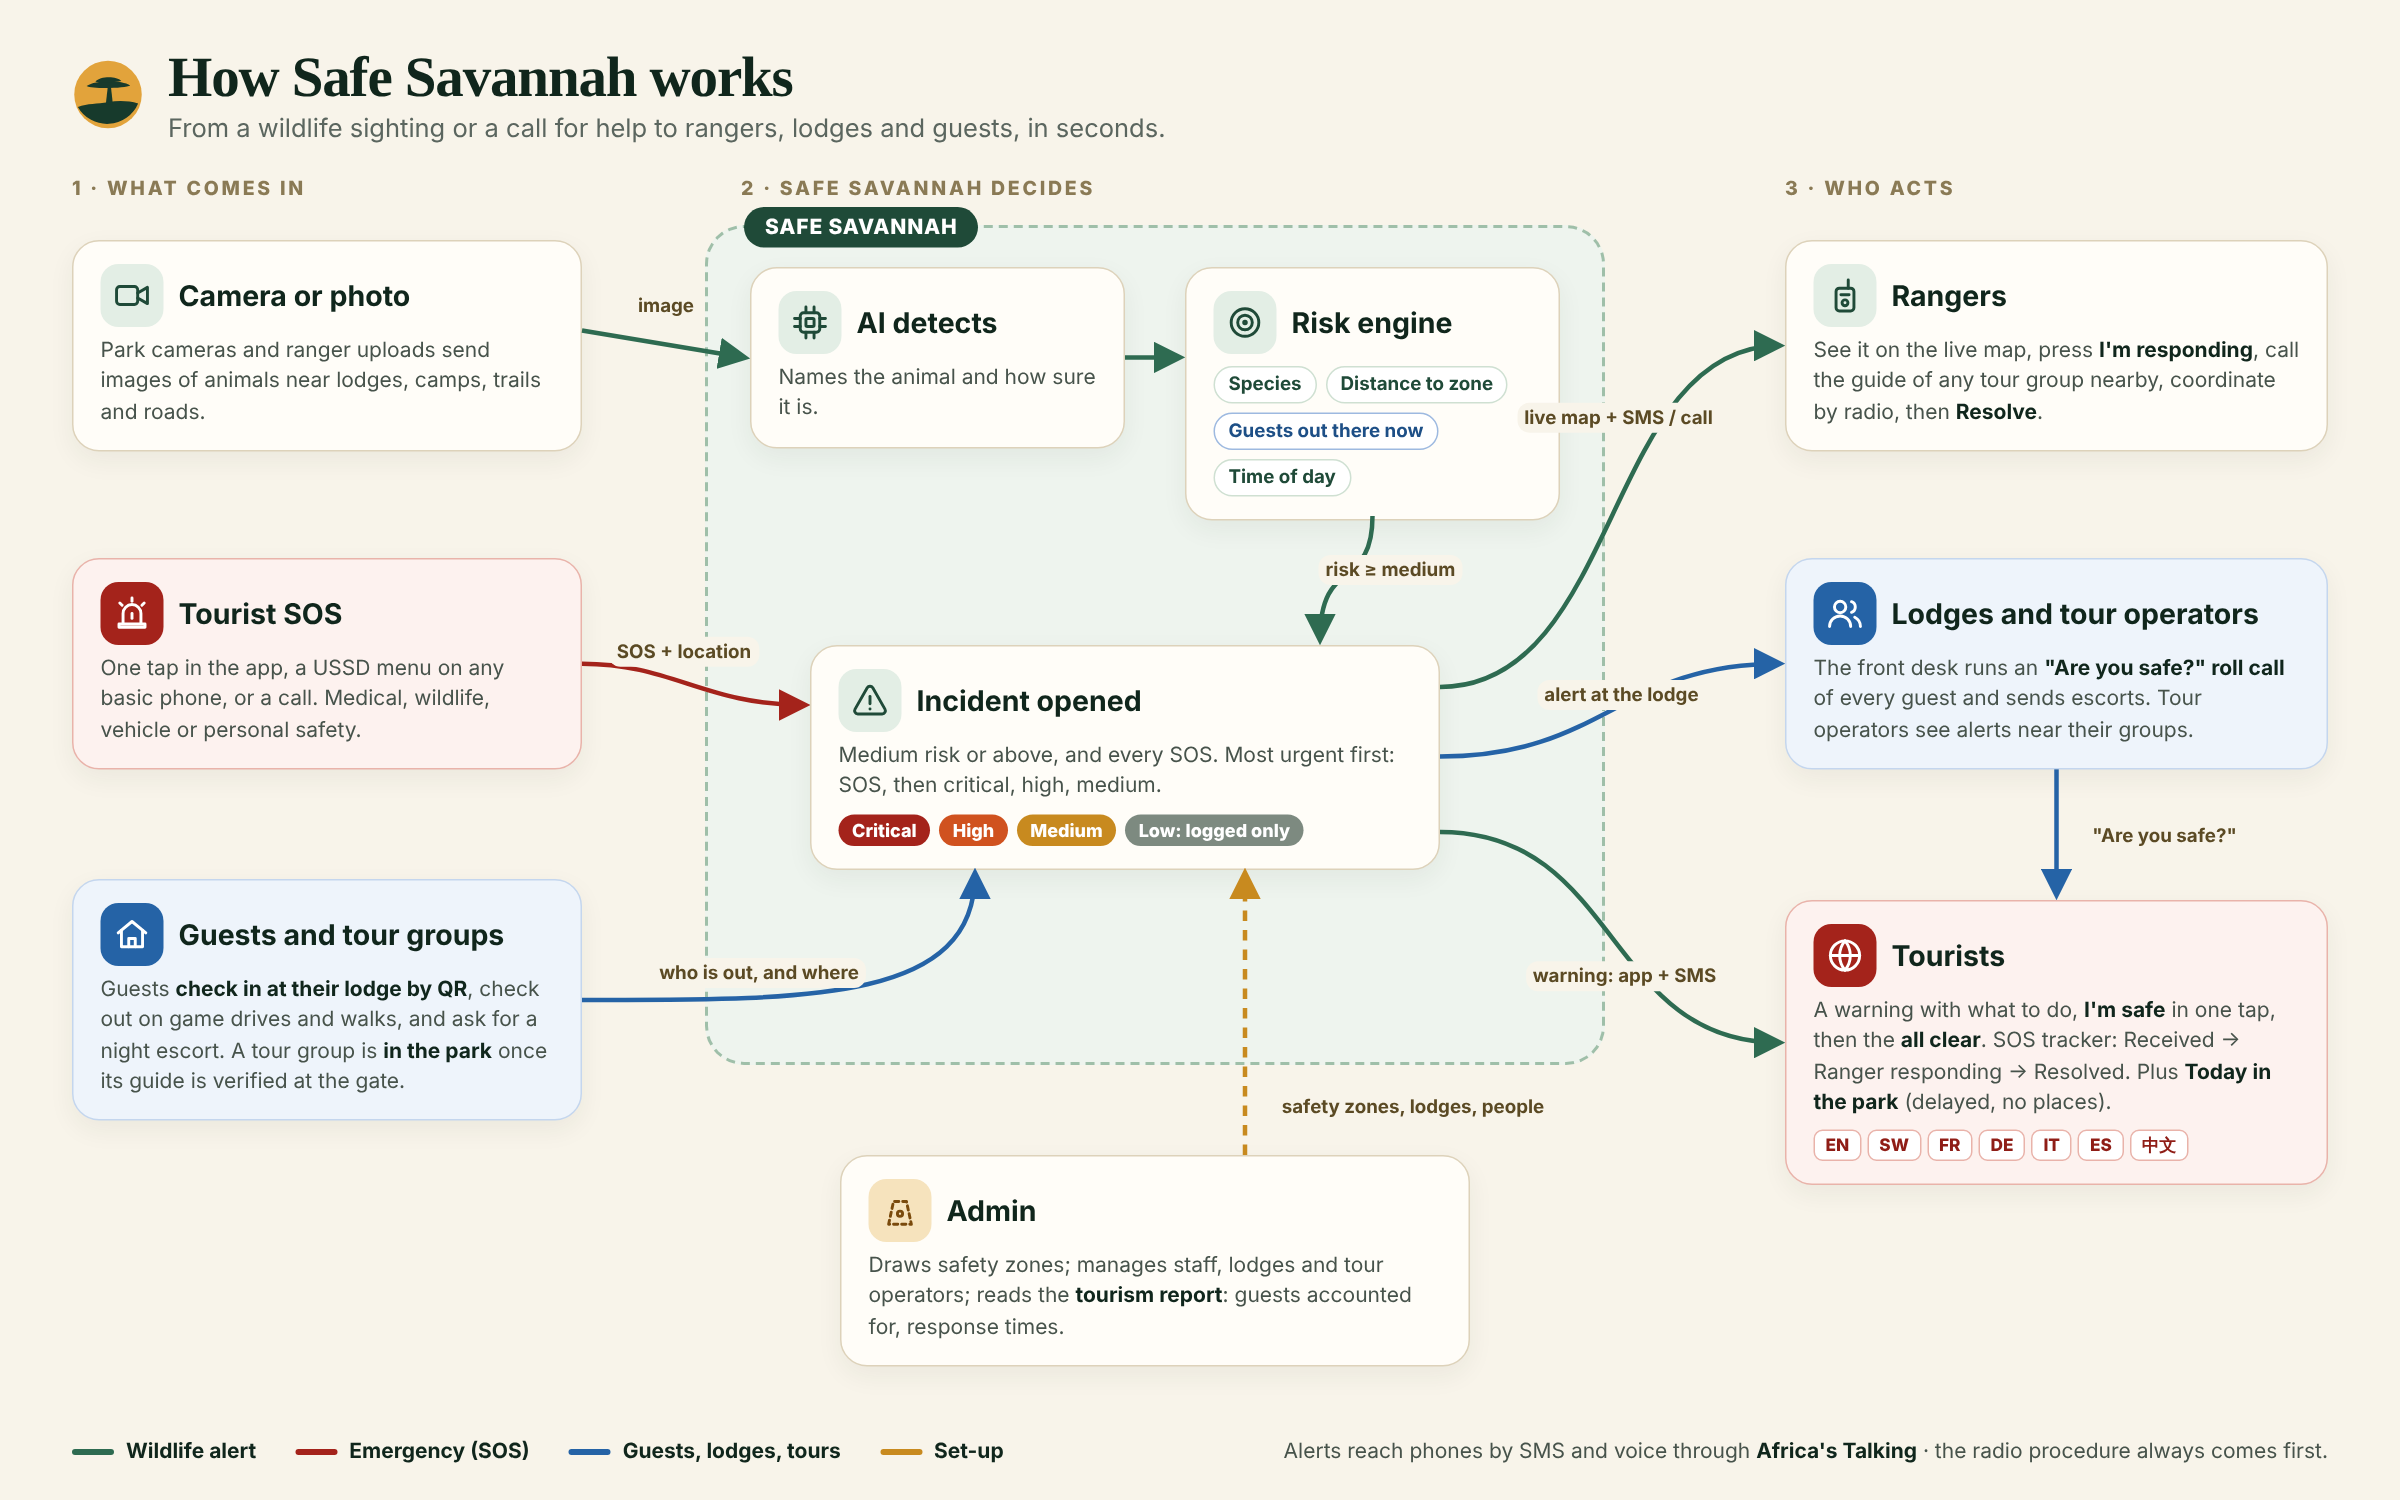 How Safe Savannah works
From a wildlife sighting or a call for help to rangers, lodges and guests, in seconds.
1 · WHAT COMES IN
2 · SAFE SAVANNAH DECIDES
3 · WHO ACTS
SAFE SAVANNAH
Camera or photo
Park cameras and ranger uploads send
images of animals near lodges, camps, trails
and roads.
image
AI detects
Names the animal and how sure
it is.
Risk engine
Species
Distance to zone
Guests out there now
Time of day
live map + SMS / call
Rangers
See it on the live map, press I'm responding, call
the guide of any tour group nearby, coordinate
by radio, then Resolve.
risk ≥ medium
Tourist SOS
One tap in the app, a USSD menu on any
basic phone, or a call. Medical, wildlife,
vehicle or personal safety.
SOS + location
Incident opened
Medium risk or above, and every SOS. Most urgent first:
SOS, then critical, high, medium.
Critical
High
Medium
Low: logged only
alert at the lodge
Lodges and tour operators
The front desk runs an "Are you safe?" roll call
of every guest and sends escorts. Tour
operators see alerts near their groups.
"Are you safe?"
Guests and tour groups
Guests check in at their lodge by QR, check
out on game drives and walks, and ask for a
night escort. A tour group is in the park once
its guide is verified at the gate.
who is out, and where
warning: app + SMS
Tourists
A warning with what to do, I'm safe in one tap,
then the all clear. SOS tracker: Received →
Ranger responding → Resolved. Plus Today in
the park (delayed, no places).
EN
SW
FR
DE
IT
ES
中文
safety zones, lodges, people
Admin
Draws safety zones; manages staff, lodges and tour
operators; reads the tourism report: guests accounted
for, response times.
Wildlife alert
Emergency (SOS)
Guests, lodges, tours
Set-up
Alerts reach phones by SMS and voice through Africa's Talking · the radio procedure always comes first.